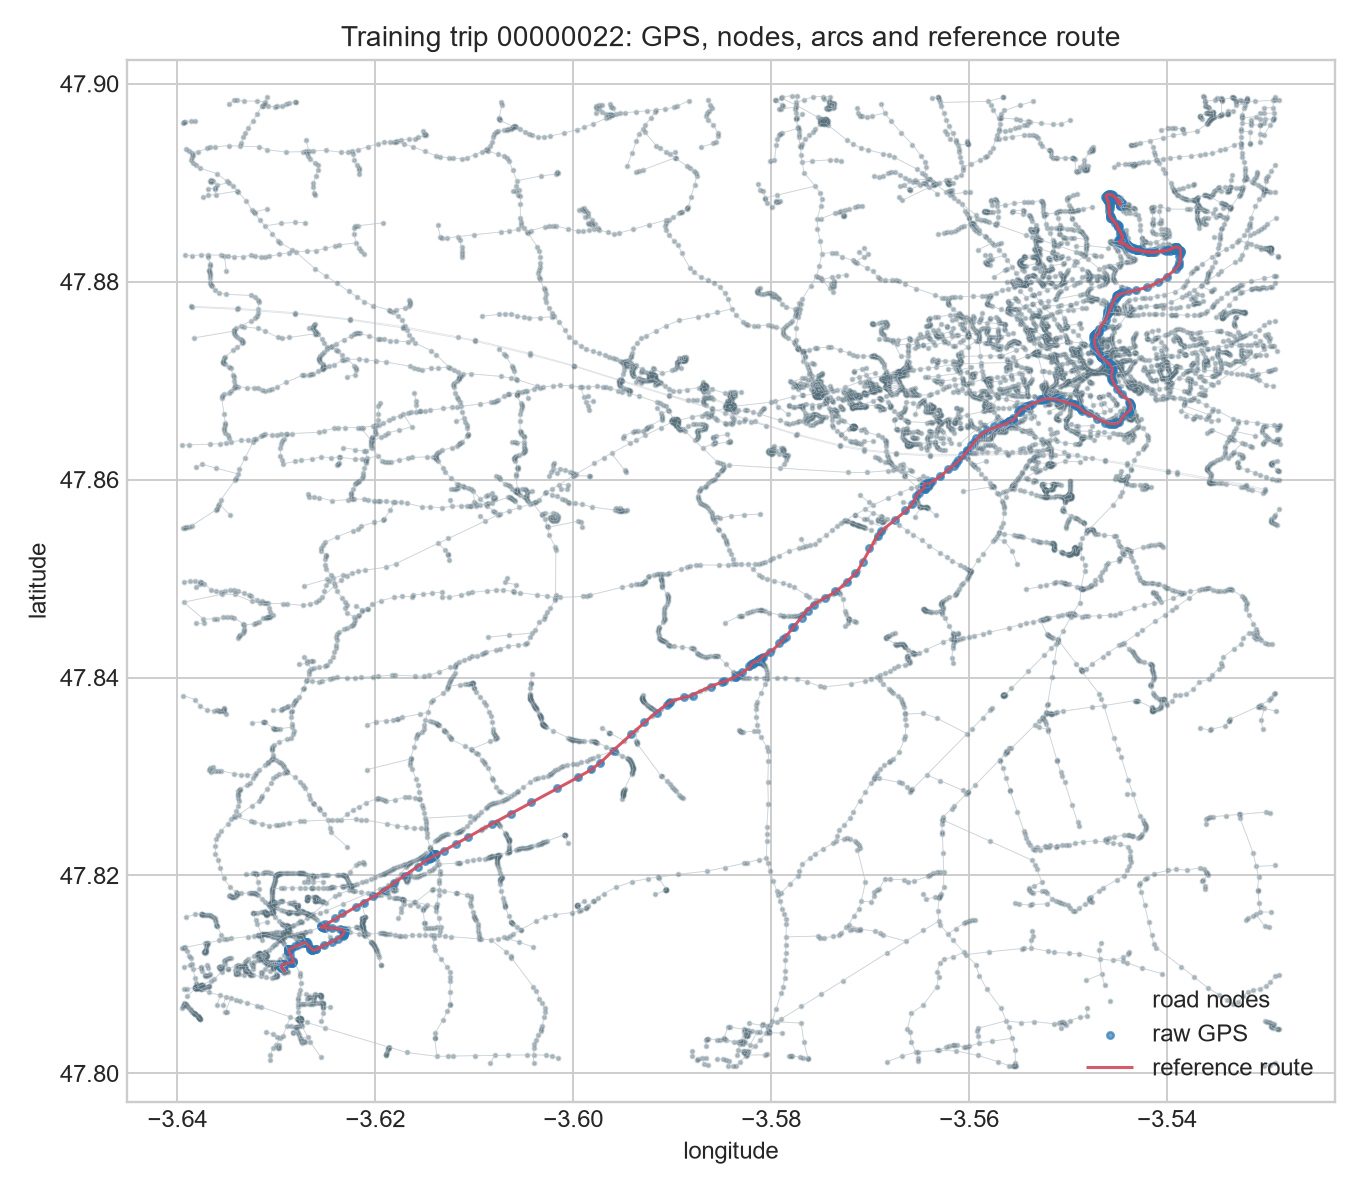 Training trip 00000022: GPS, nodes, arcs and reference route
47.90
47.88
47.86
47.84
47.82
47.80
latitude
−3.64
−3.62
−3.60
−3.58
−3.56
−3.54
longitude
road nodes
raw GPS
reference route